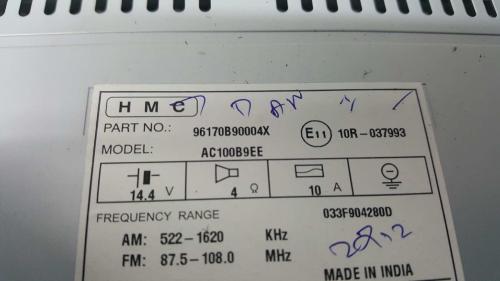 HMC
PART NO.: 96170B90004X E11 10R-037993
MODEL: AC100B9EE
14.4 V 4 Ω 10 A
FREQUENCY RANGE 033F904280D
AM: 522-1620 KHz
FM: 87.5-108.0 MHz
MADE IN INDIA